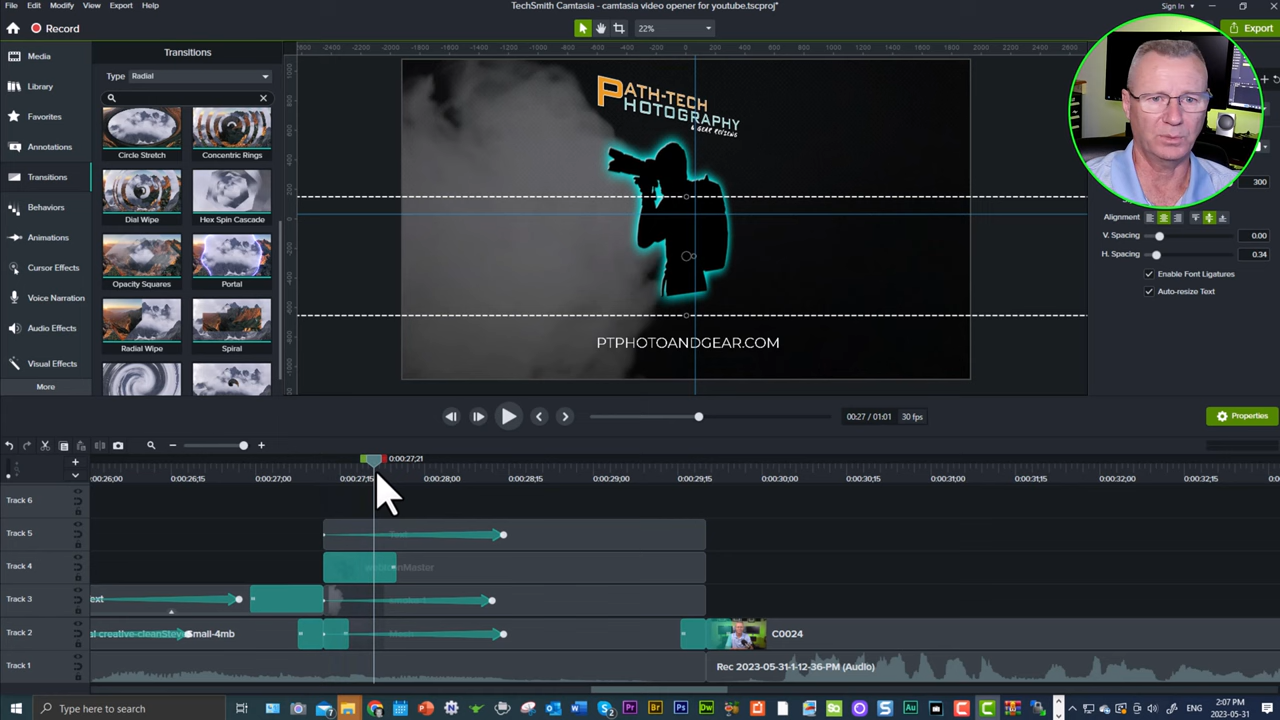 File Edit Modify View Export Help
TechSmith Camtasia - camtasia video opener for youtube.tscproj*
Sign In
Record
22%
Export
Media
Library
Favorites
Annotations
Transitions
Behaviors
Animations
Cursor Effects
Voice Narration
Audio Effects
Visual Effects
More
Transitions
Type Radial
Circle Stretch Concentric Rings
Dial Wipe Hex Spin Cascade
Opacity Squares Portal
Radial Wipe Spiral
PATH-TECH
PHOTOGRAPHY
PTPHOTOANDGEAR.COM
300
Alignment
V. Spacing 0.00
H. Spacing 0.34
Enable Font Ligatures
Auto-resize Text
00:27 / 01:01 30 fps
Properties
0:00:27;21
0:00:26;00 0:00:26;15 0:00:27;00 0:00:27;15 0:00:28;00 0:00:28;15 0:00:29;00 0:00:29;15 0:00:30;00 0:00:30;15 0:00:31;00 0:00:31;15 0:00:32;00 0:00:32;15 0:00:33;00
Track 6
Track 5
Track 4
Track 3
Track 2 Small-4mb C0024
Track 1 Rec 2023-05-31-1-12-36-PM (Audio)
Type here to search
ENG 2:07 PM
2023-05-31